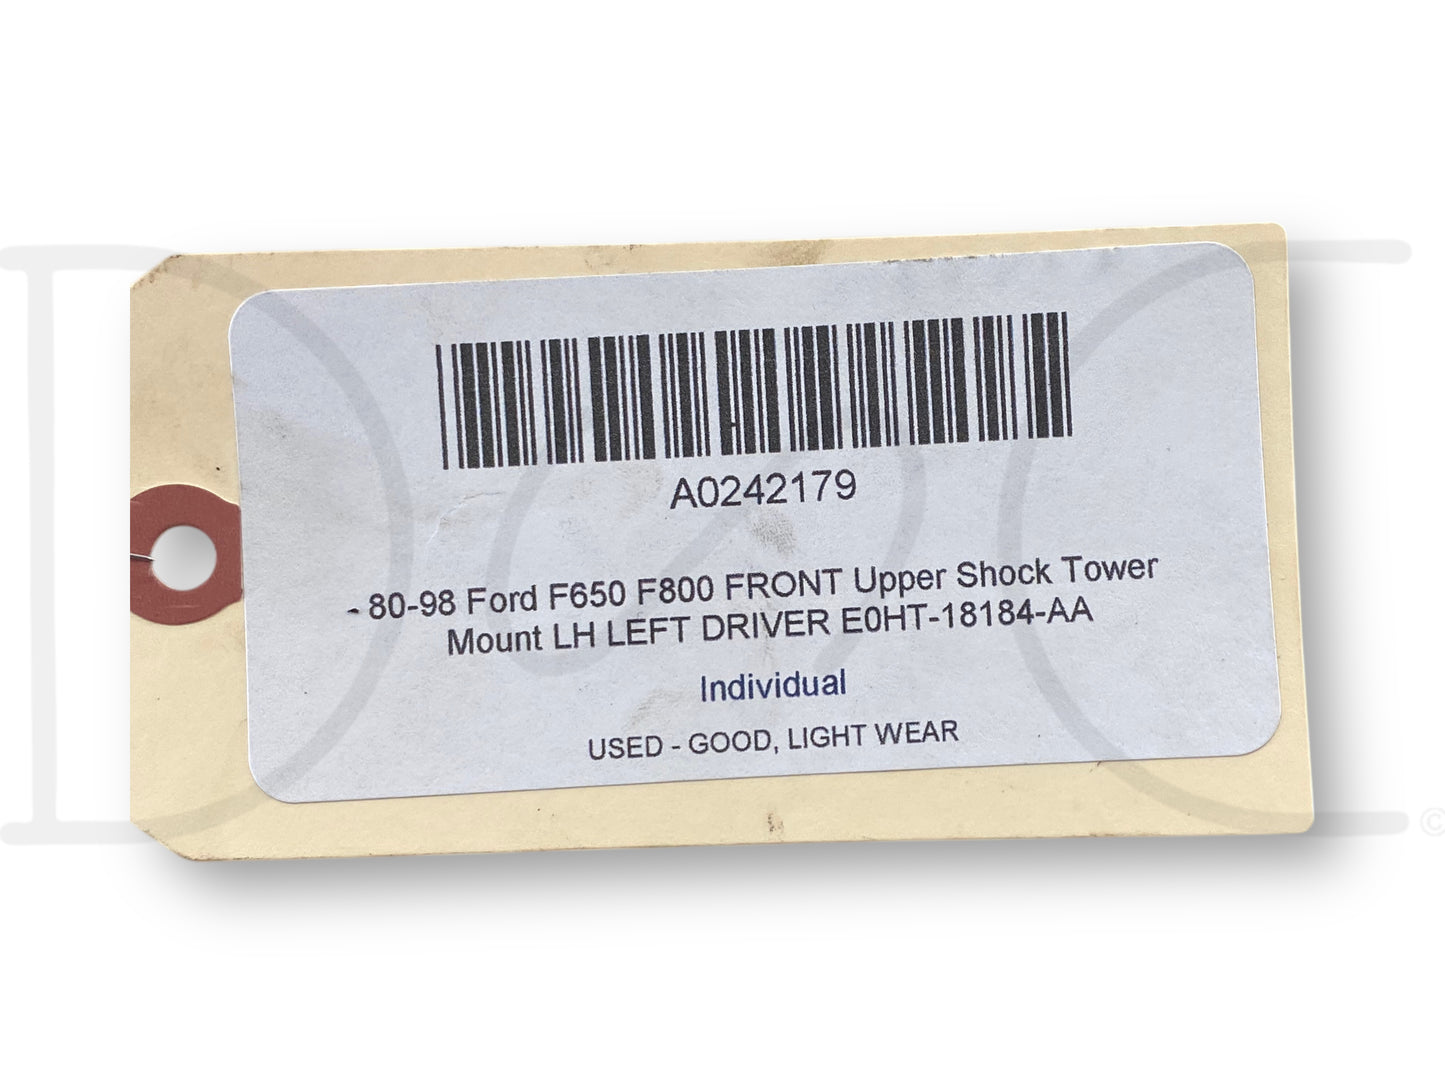 A0242179
- 80-98 Ford F650 F800 FRONT Upper Shock Tower
Mount LH LEFT DRIVER E0HT-18184-AA
Individual
USED - GOOD, LIGHT WEAR
D&C
©